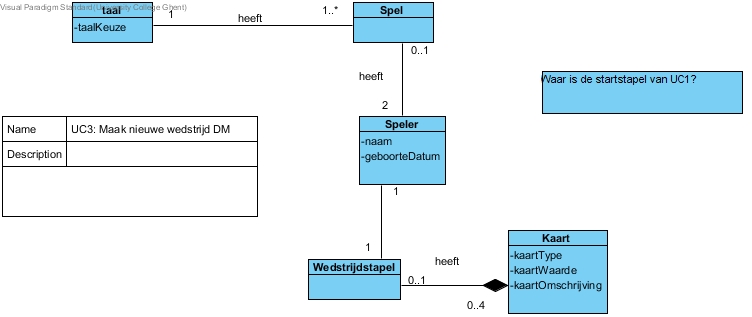 Visual Paradigm Standard(University College Ghent)
taal
-taalKeuze
1
heeft
1..*
Spel
0..1
heeft
2
Waar is de startstapel van UC1?
Name
UC3: Maak nieuwe wedstrijd DM
Description
Speler
-naam
-geboorteDatum
1
1
Wedstrijdstapel
0..1
heeft
0..4
Kaart
-kaartType
-kaartWaarde
-kaartOmschrijving